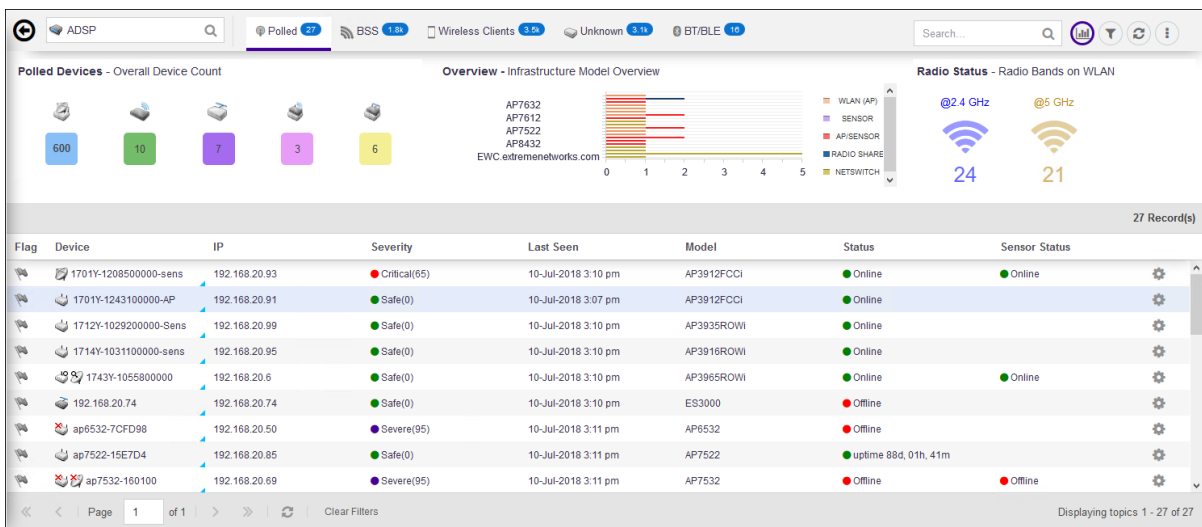 ADSP
Polled 27 BSS 1.8k Wireless Clients 3.5k Unknown 3.1k BT/BLE 16 Search...
Polled Devices - Overall Device Count
600 10 7 3 6
Overview - Infrastructure Model Overview
AP7632
AP7612
AP7522
AP8432
EWC.extremenetworks.com
0 1 2 3 4 5
WLAN (AP)
SENSOR
AP/SENSOR
RADIO SHARE
NETSWITCH
Radio Status - Radio Bands on WLAN
@2.4 GHz @5 GHz
24 21
27 Record(s)
Flag Device IP Severity Last Seen Model Status Sensor Status
1701Y-1208500000-sens 192.168.20.93 Critical(65) 10-Jul-2018 3:10 pm AP3912FCCi Online Online
1701Y-1243100000-AP 192.168.20.91 Safe(0) 10-Jul-2018 3:07 pm AP3912FCCi Online
1712Y-1029200000-Sens 192.168.20.99 Safe(0) 10-Jul-2018 3:10 pm AP3935ROWi Online
1714Y-1031100000-sens 192.168.20.95 Safe(0) 10-Jul-2018 3:10 pm AP3916ROWi Online
1743Y-1055800000 192.168.20.6 Safe(0) 10-Jul-2018 3:10 pm AP3965ROWi Online Online
192.168.20.74 192.168.20.74 Safe(0) 10-Jul-2018 3:10 pm ES3000 Offline
ap6532-7CFD98 192.168.20.50 Severe(95) 10-Jul-2018 3:11 pm AP6532 Offline
ap7522-15E7D4 192.168.20.85 Safe(0) 10-Jul-2018 3:11 pm AP7522 uptime 88d, 01h, 41m
ap7532-160100 192.168.20.69 Severe(95) 10-Jul-2018 3:11 pm AP7532 Offline Offline
Page 1 of 1 Clear Filters Displaying topics 1 - 27 of 27